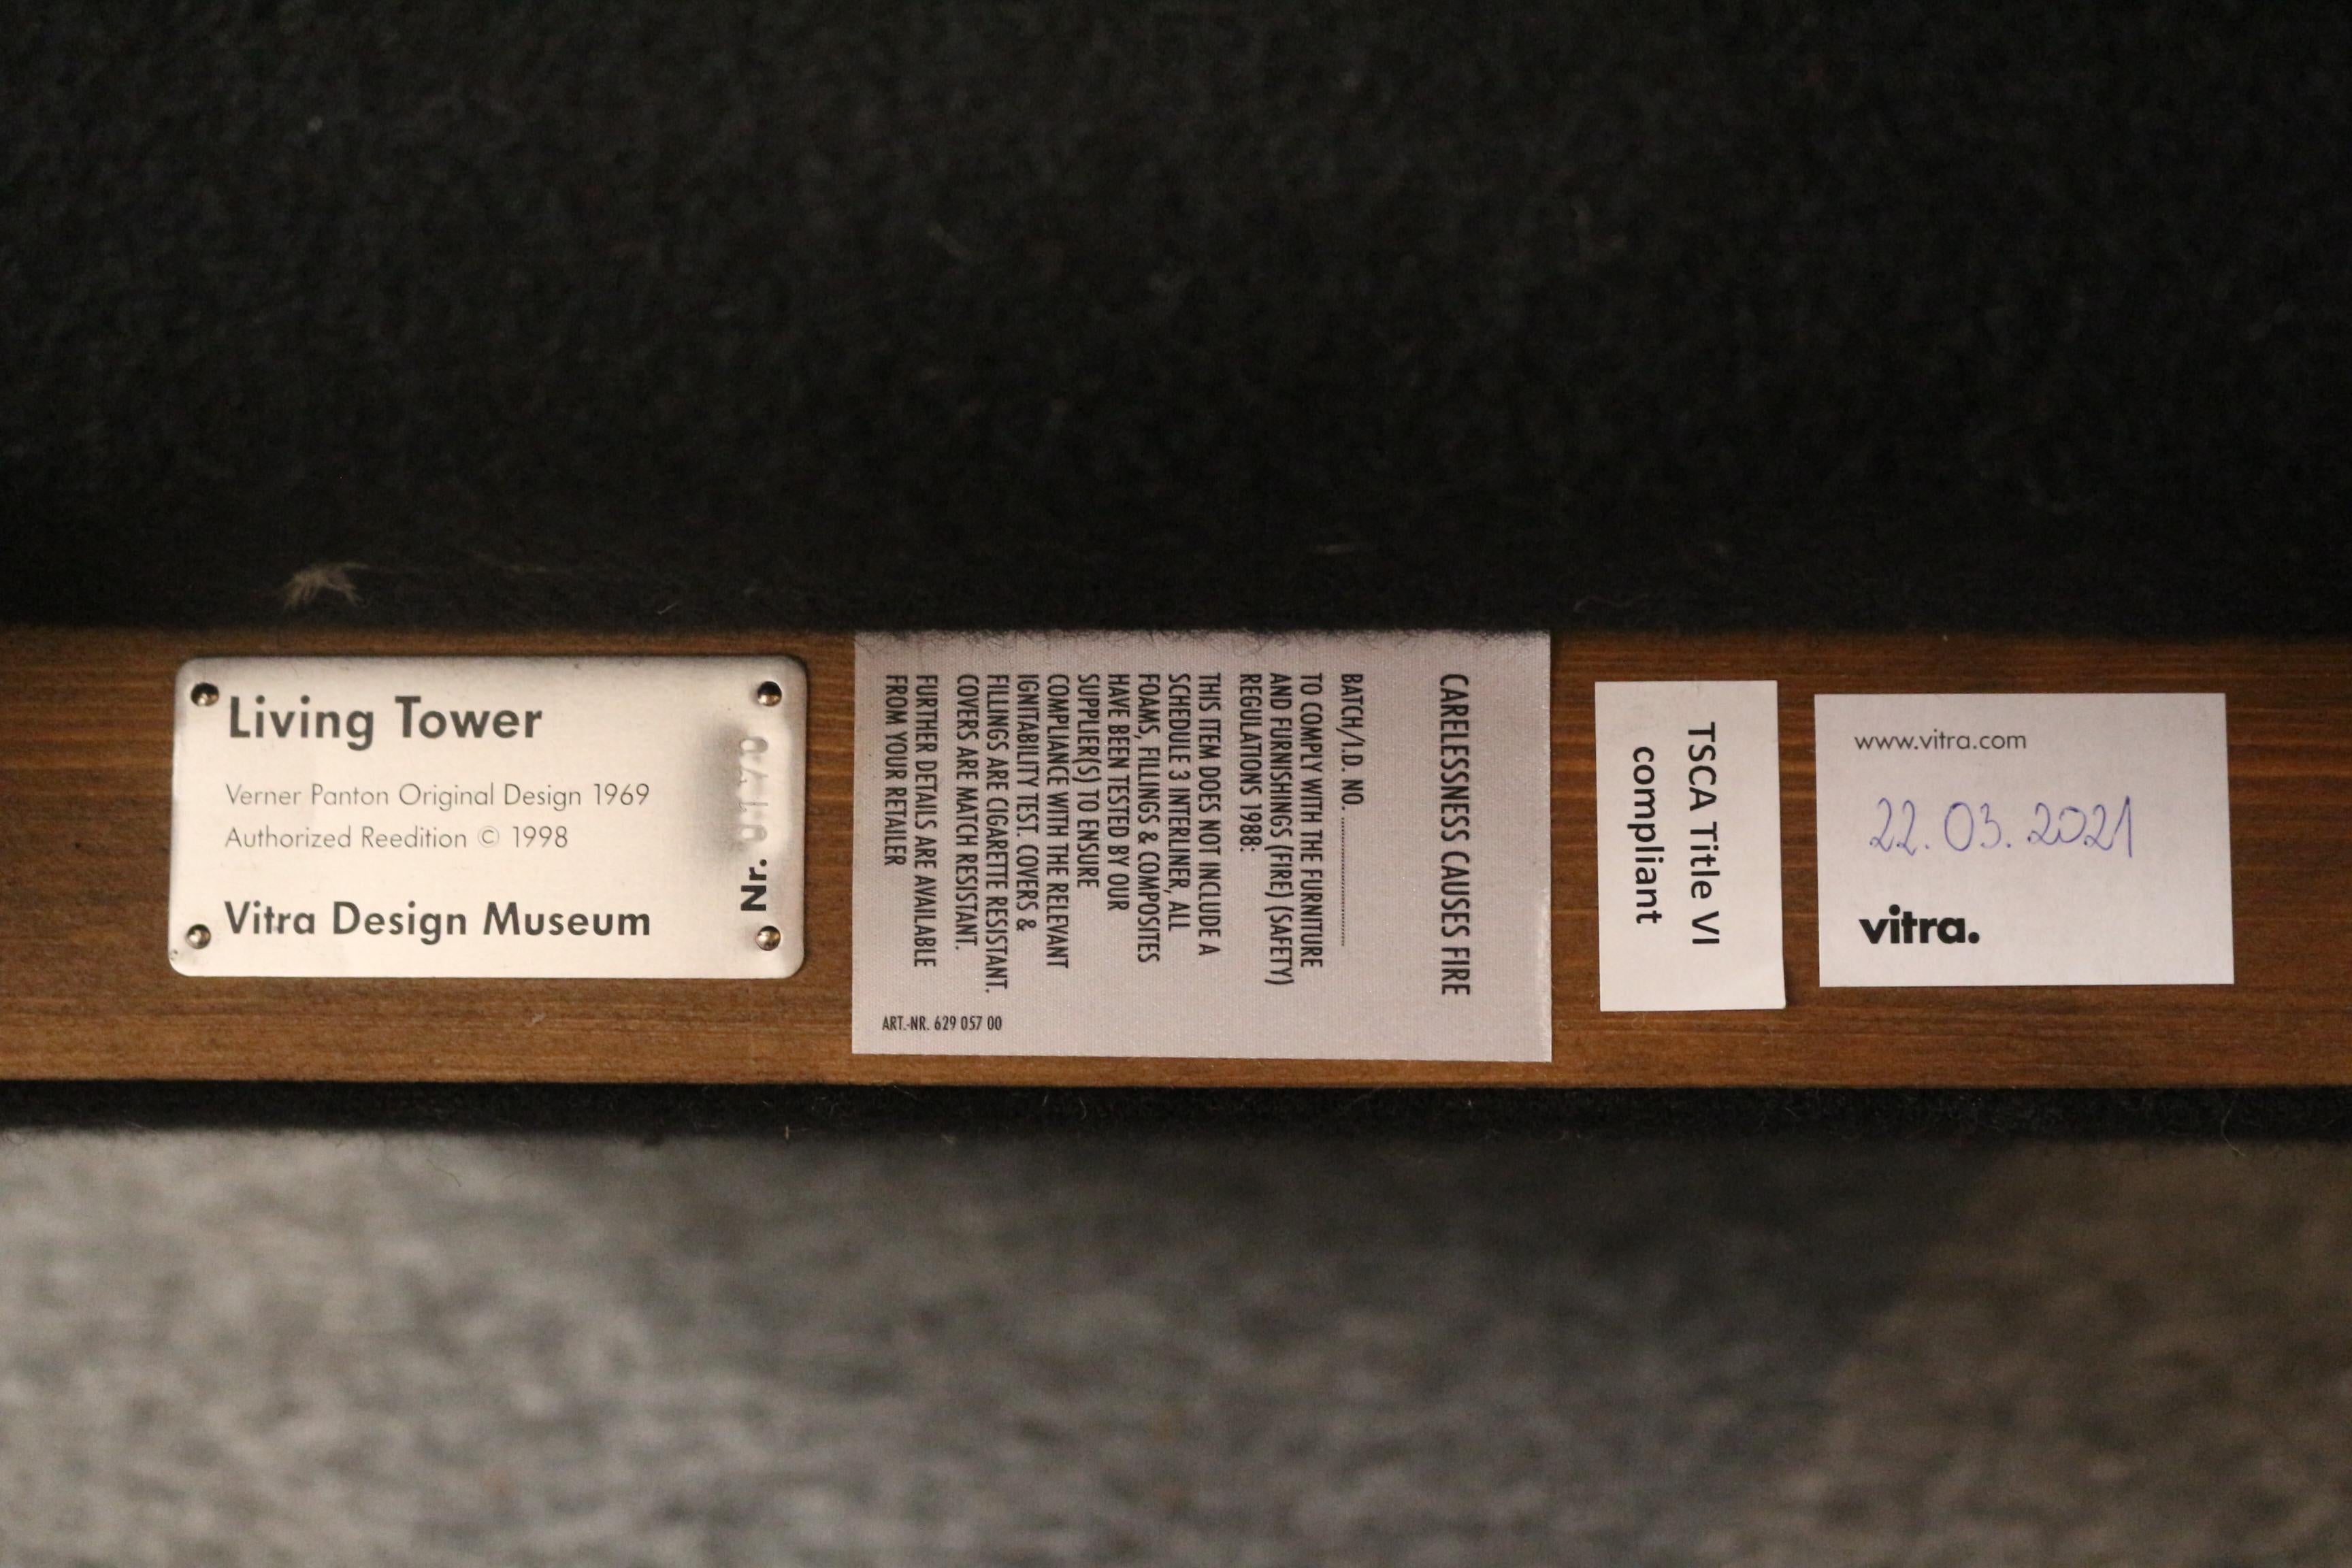 Living Tower
Verner Panton Original Design 1969
Authorized Reedition © 1998
Vitra Design Museum
Nr.
CARELESSNESS CAUSES FIRE
BATCH/I.D. NO. ........................................
TO COMPLY WITH THE FURNITURE
AND FURNISHINGS (FIRE) (SAFETY)
REGULATIONS 1988:
THIS ITEM DOES NOT INCLUDE A
SCHEDULE 3 INTERLINER, ALL
FOAMS, FILLINGS & COMPOSITES
HAVE BEEN TESTED BY OUR
SUPPLIER(S) TO ENSURE
COMPLIANCE WITH THE RELEVANT
IGNITABILITY TEST. COVERS &
FILLINGS ARE CIGARETTE RESISTANT.
COVERS ARE MATCH RESISTANT.
FURTHER DETAILS ARE AVAILABLE
FROM YOUR RETAILER
ART.-NR. 629 057 00
TSCA Title VI
compliant
www.vitra.com
22.03.2021
vitra.